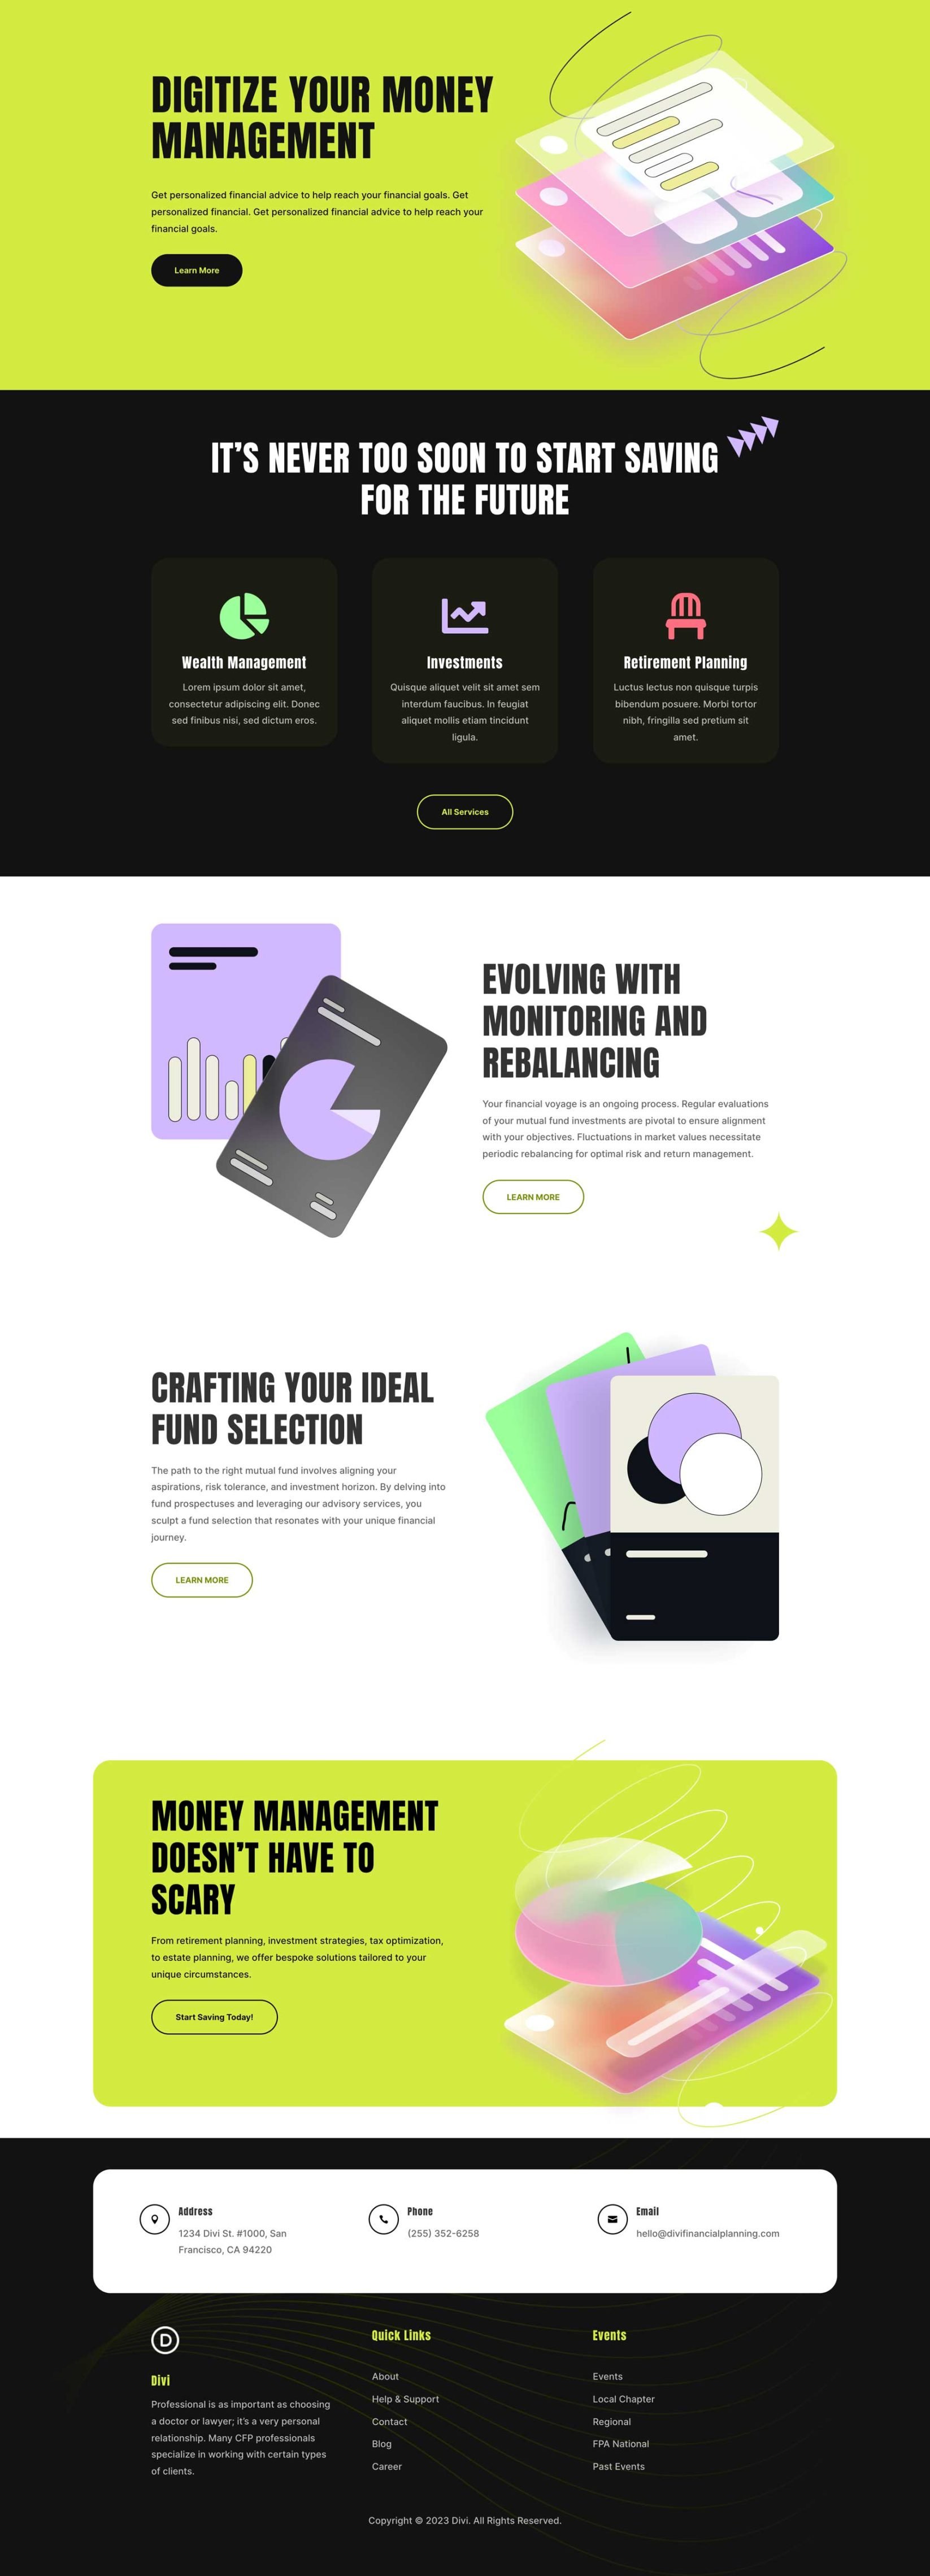 DIGITIZE YOUR MONEY
MANAGEMENT
Get personalized financial advice to help reach your financial goals. Get
personalized financial. Get personalized financial advice to help reach your
financial goals.
Learn More
IT’S NEVER TOO SOON TO START SAVING
FOR THE FUTURE
Wealth Management
Lorem ipsum dolor sit amet,
consectetur adipiscing elit. Donec
sed finibus nisi, sed dictum eros.
Investments
Quisque aliquet velit sit amet sem
interdum faucibus. In feugiat
aliquet mollis etiam tincidunt
ligula.
Retirement Planning
Luctus lectus non quisque turpis
bibendum posuere. Morbi tortor
nibh, fringilla sed pretium sit
amet.
All Services
EVOLVING WITH
MONITORING AND
REBALANCING
Your financial voyage is an ongoing process. Regular evaluations
of your mutual fund investments are pivotal to ensure alignment
with your objectives. Fluctuations in market values necessitate
periodic rebalancing for optimal risk and return management.
LEARN MORE
CRAFTING YOUR IDEAL
FUND SELECTION
The path to the right mutual fund involves aligning your
aspirations, risk tolerance, and investment horizon. By delving into
fund prospectuses and leveraging our advisory services, you
sculpt a fund selection that resonates with your unique financial
journey.
LEARN MORE
MONEY MANAGEMENT
DOESN’T HAVE TO
SCARY
From retirement planning, investment strategies, tax optimization,
to estate planning, we offer bespoke solutions tailored to your
unique circumstances.
Start Saving Today!
Address
1234 Divi St. #1000, San
Francisco, CA 94220
Phone
(255) 352-6258
Email
hello@divifinancialplanning.com
D
Divi
Professional is as important as choosing
a doctor or lawyer; it’s a very personal
relationship. Many CFP professionals
specialize in working with certain types
of clients.
Quick Links
About
Help & Support
Contact
Blog
Career
Events
Events
Local Chapter
Regional
FPA National
Past Events
Copyright © 2023 Divi. All Rights Reserved.